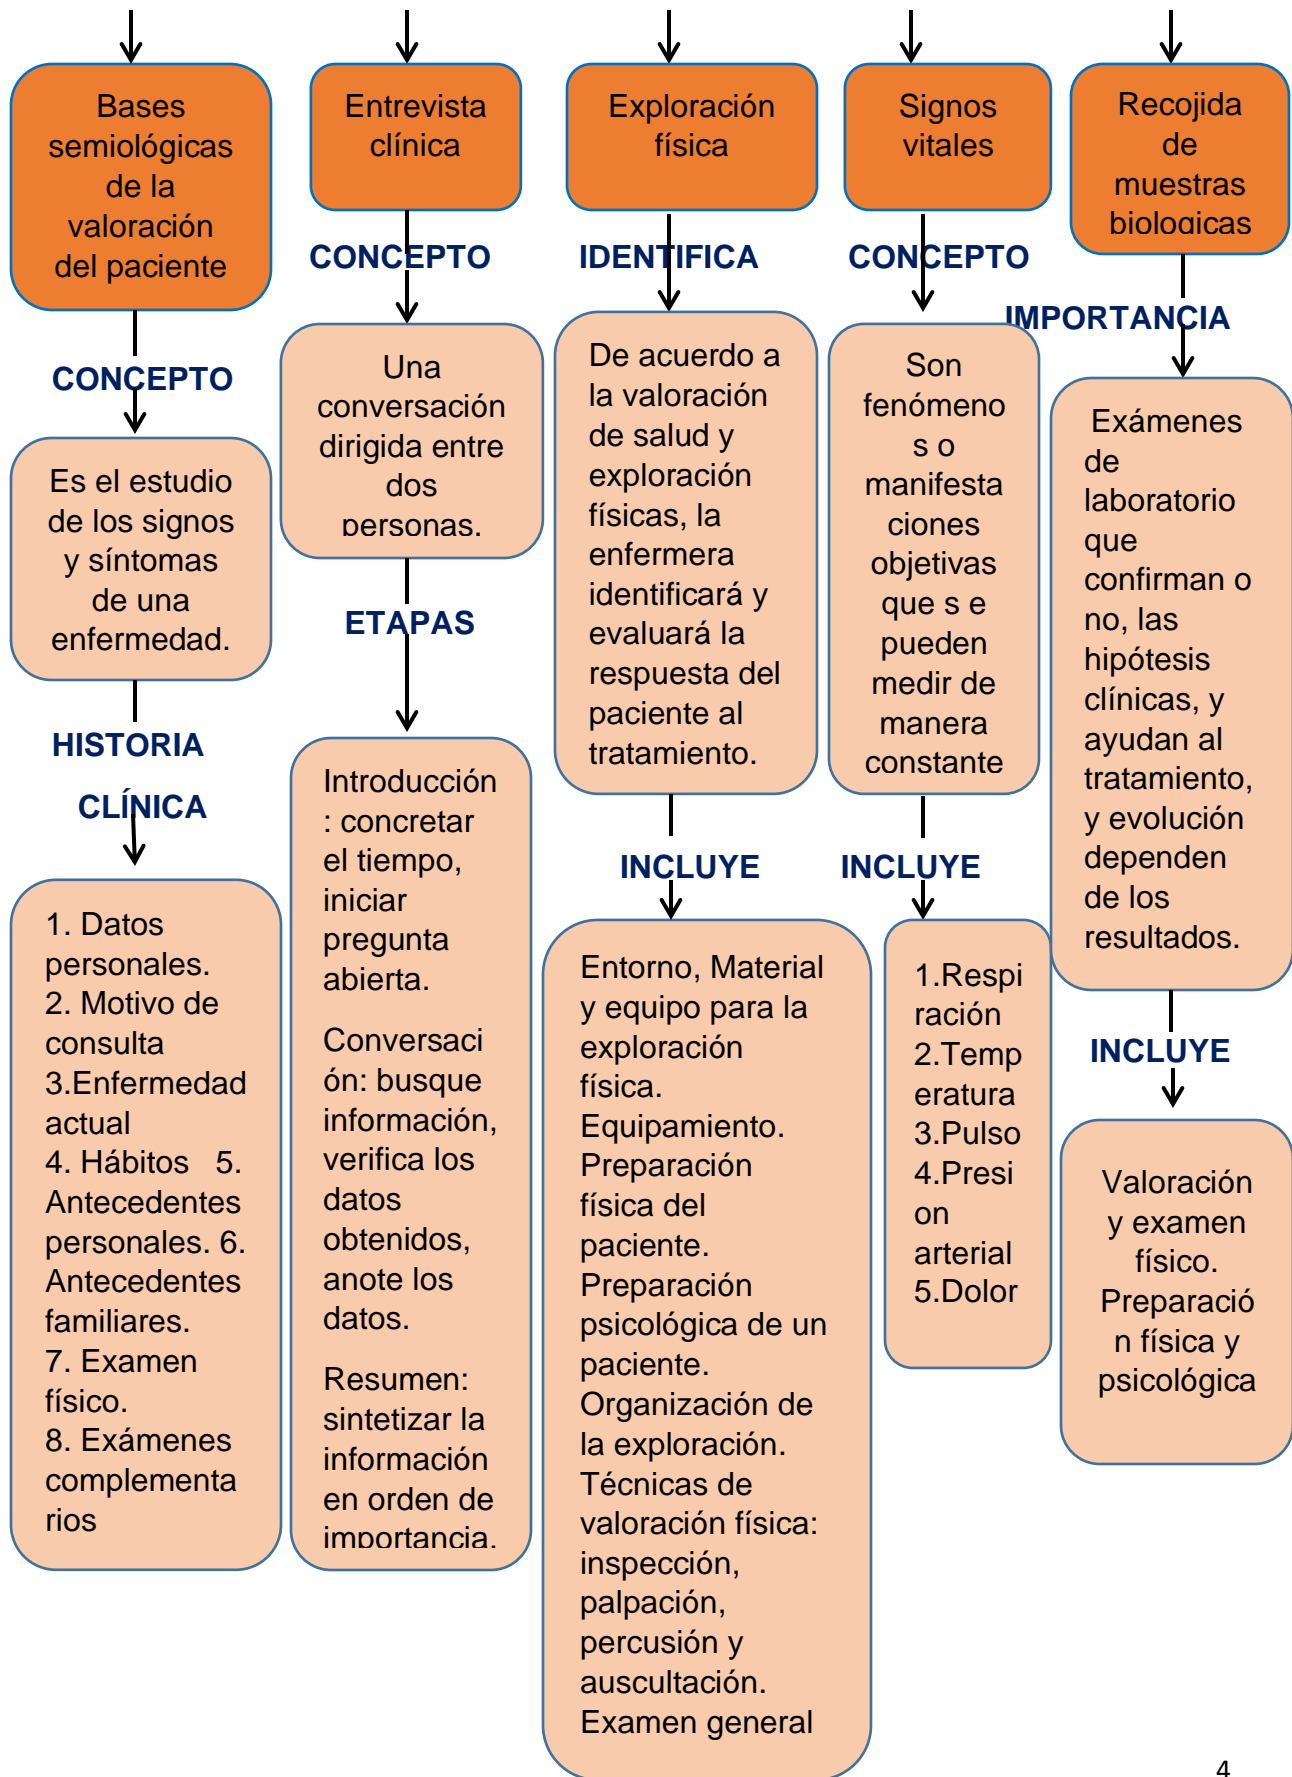 Bases
semiológicas
de la
valoración
del paciente
CONCEPTO
Es el estudio
de los signos
y síntomas
de una
enfermedad.
HISTORIA
CLÍNICA
1. Datos
personales.
2. Motivo de
consulta
3.Enfermedad
actual
4. Hábitos 5.
Antecedentes
personales. 6.
Antecedentes
familiares.
7. Examen
físico.
8. Exámenes
complementa
rios
Entrevista
clínica
CONCEPTO
Una
conversación
dirigida entre
dos
personas.
ETAPAS
Introducción
: concretar
el tiempo,
iniciar
pregunta
abierta.
Conversaci
ón: busque
información,
verifica los
datos
obtenidos,
anote los
datos.
Resumen:
sintetizar la
información
en orden de
importancia.
Exploración
física
IDENTIFICA
De acuerdo a
la valoración
de salud y
exploración
físicas, la
enfermera
identificará y
evaluará la
respuesta del
paciente al
tratamiento.
INCLUYE
Entorno, Material
y equipo para la
exploración
física.
Equipamiento.
Preparación
física del
paciente.
Preparación
psicológica de un
paciente.
Organización de
la exploración.
Técnicas de
valoración física:
inspección,
palpación,
percusión y
auscultación.
Examen general
Signos
vitales
CONCEPTO
Son
fenómeno
s o
manifesta
ciones
objetivas
que s e
pueden
medir de
manera
constante
INCLUYE
1.Respi
ración
2.Temp
eratura
3.Pulso
4.Presi
on
arterial
5.Dolor
Recojida
de
muestras
biologicas
IMPORTANCIA
Exámenes
de
laboratorio
que
confirman o
no, las
hipótesis
clínicas, y
ayudan al
tratamiento,
y evolución
dependen
de los
resultados.
INCLUYE
Valoración
y examen
físico.
Preparació
n física y
psicológica
4